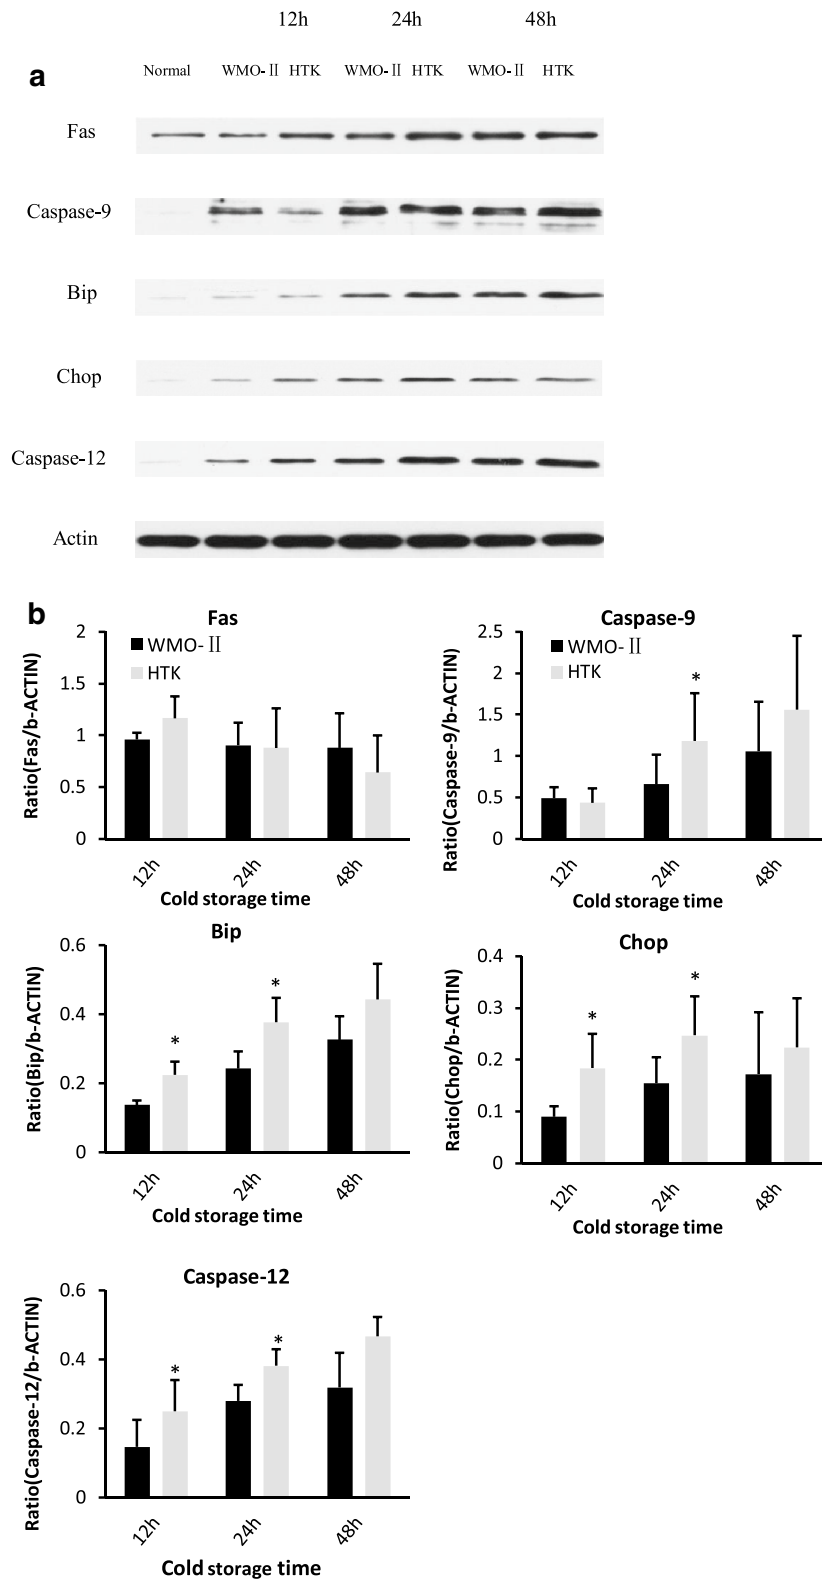 12h 24h 48h
a Normal WMO-Ⅱ HTK WMO-Ⅱ HTK WMO-Ⅱ HTK
Fas
Caspase-9
Bip
Chop
Caspase-12
Actin
b
Fas
Ratio(Fas/b-ACTIN)
2
1.5
1
0.5
0
WMO-Ⅱ
HTK
12h 24h 48h
Cold storage time
Caspase-9
Ratio(Caspase-9/b-ACTIN)
2.5
2
1.5
1
0.5
0
WMO-Ⅱ
HTK
*
12h 24h 48h
Cold storage time
Bip
Ratio(Bip/b-ACTIN)
0.6
0.4
0.2
0
* *
12h 24h 48h
Cold storage time
Chop
Ratio(Chop/b-ACTIN)
0.4
0.3
0.2
0.1
0
* *
12h 24h 48h
Cold storage time
Caspase-12
Ratio(Caspase-12/b-ACTIN)
0.6
0.4
0.2
0
* *
12h 24h 48h
Cold storage time